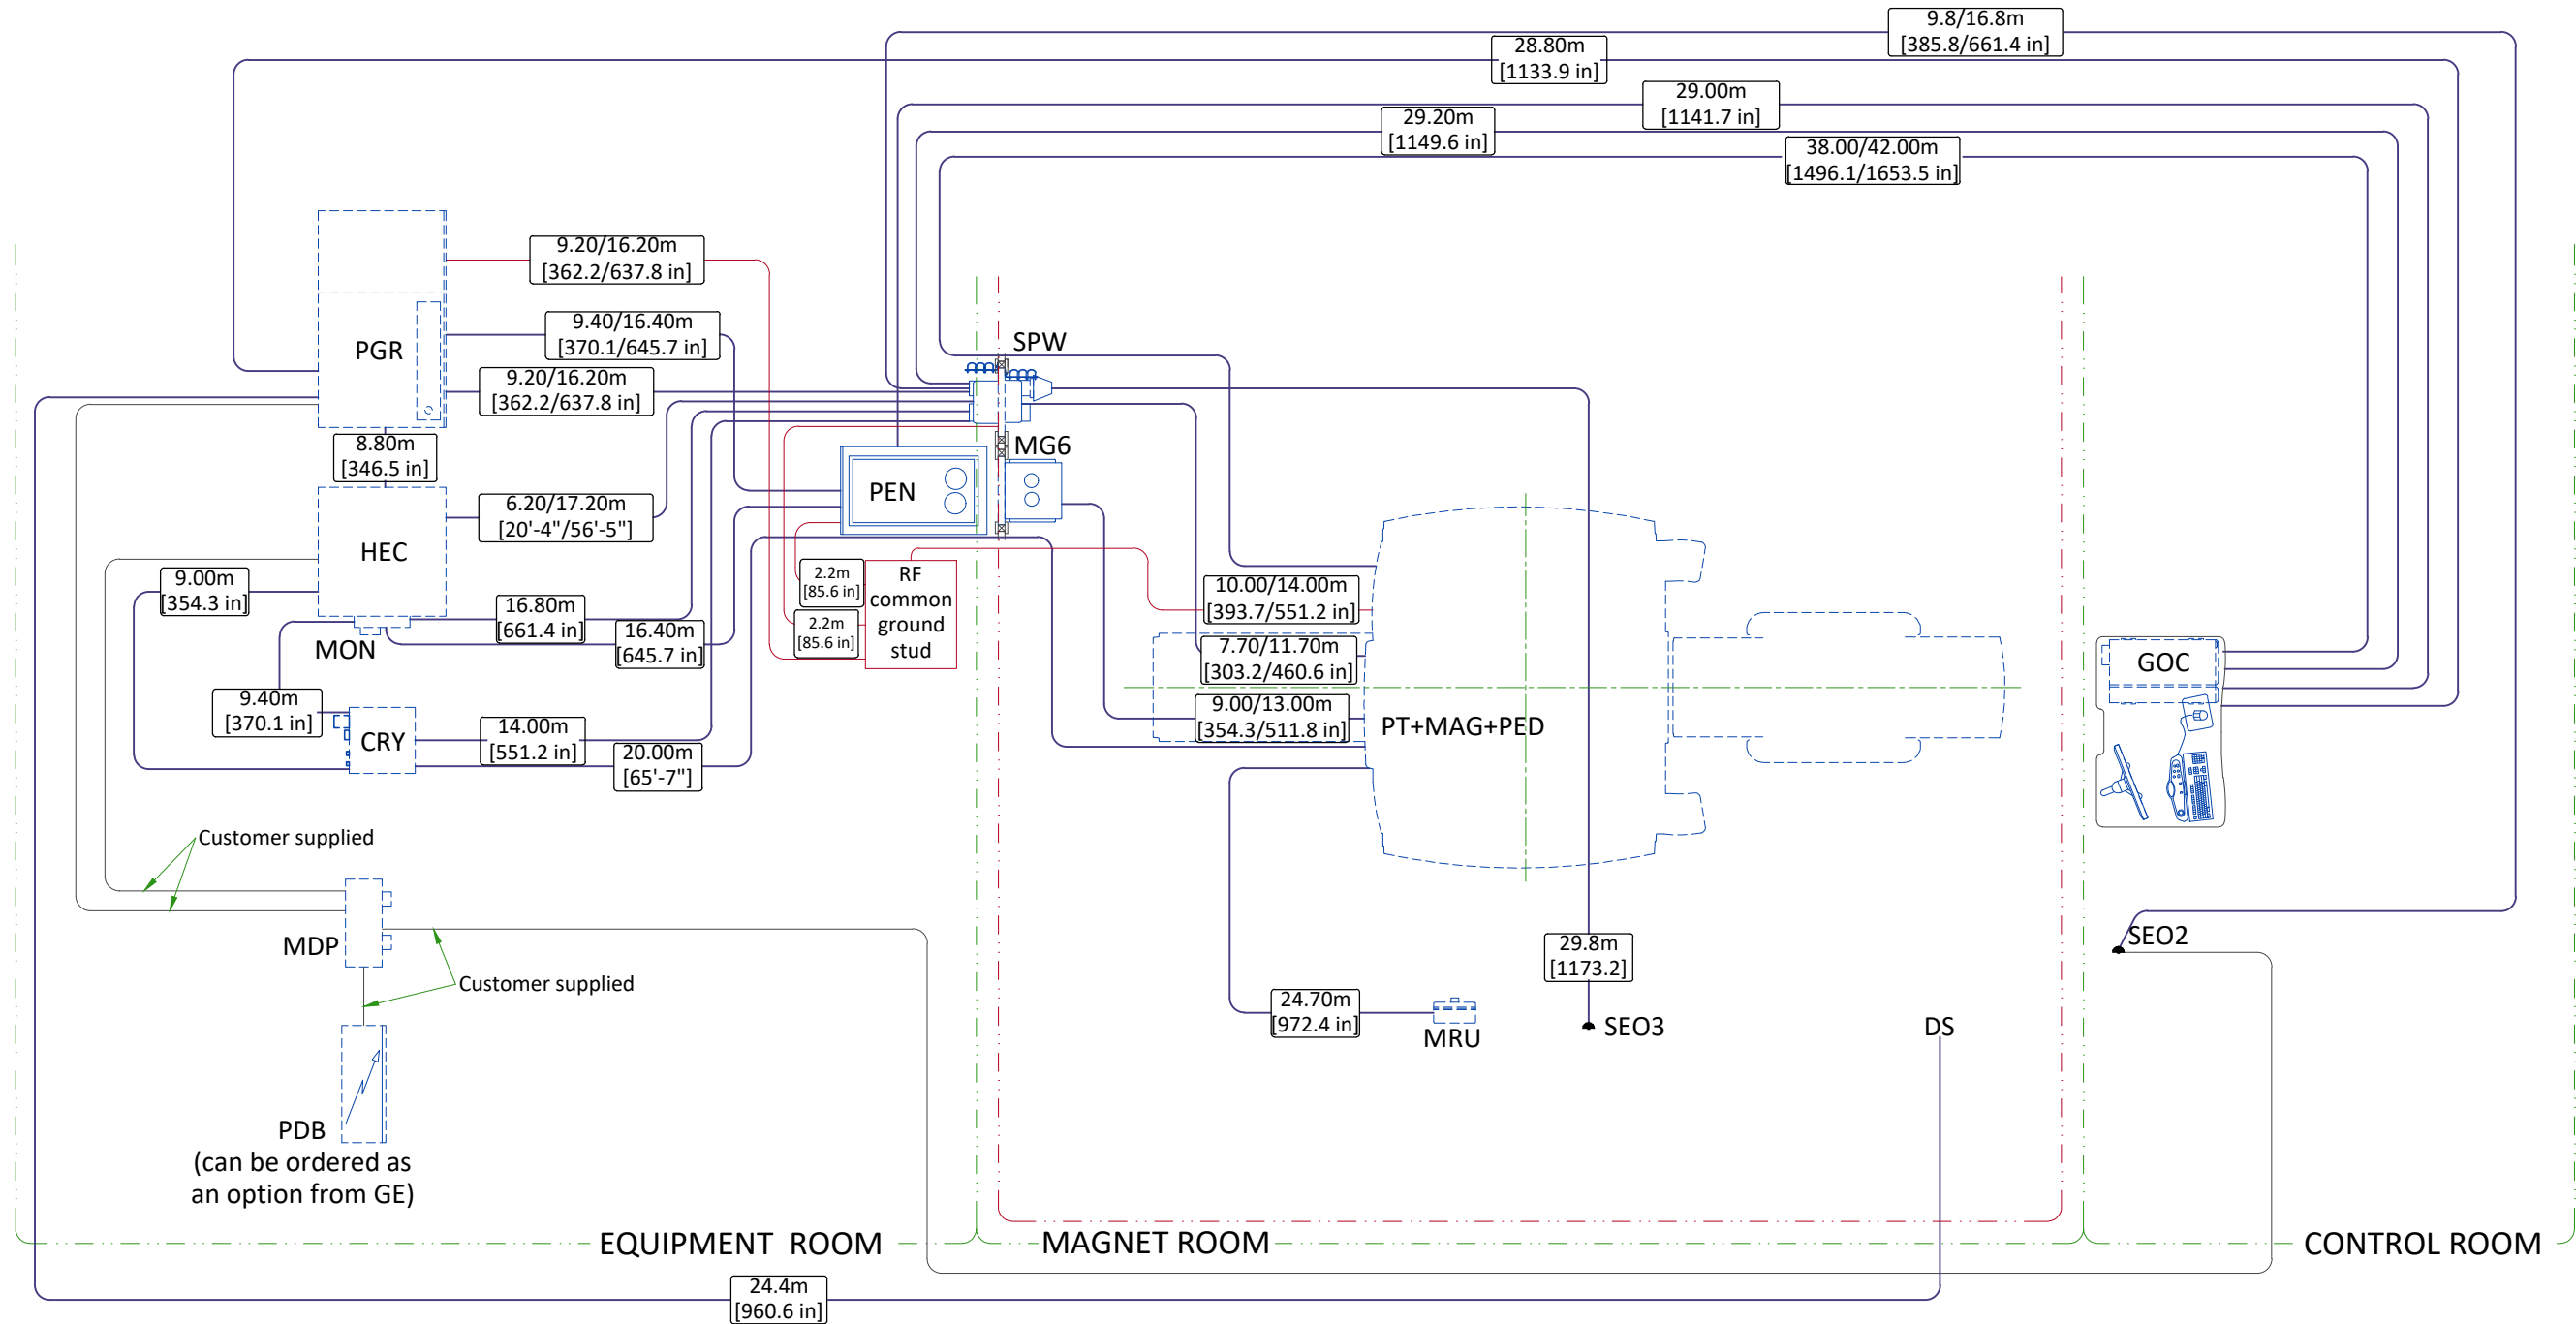 9.8/16.8m
[385.8/661.4 in]
28.80m
[1133.9 in]
29.00m
[1141.7 in]
29.20m
[1149.6 in]
38.00/42.00m
[1496.1/1653.5 in]
9.20/16.20m
[362.2/637.8 in]
9.40/16.40m
[370.1/645.7 in]
PGR
SPW
9.20/16.20m
[362.2/637.8 in]
8.80m
[346.5 in]
MG6
PEN
6.20/17.20m
[20'-4"/56'-5"]
HEC
9.00m
[354.3 in]
2.2m
[85.6 in]
RF
common
ground
stud
10.00/14.00m
[393.7/551.2 in]
16.80m
[661.4 in]
16.40m
[645.7 in]
2.2m
[85.6 in]
MON
7.70/11.70m
[303.2/460.6 in]
GOC
9.40m
[370.1 in]
9.00/13.00m
[354.3/511.8 in]
PT+MAG+PED
CRY
14.00m
[551.2 in]
20.00m
[65'-7"]
Customer supplied
MDP
SEO2
29.8m
[1173.2]
Customer supplied
24.70m
[972.4 in]
MRU
SEO3
DS
PDB
(can be ordered as
an option from GE)
EQUIPMENT ROOM
MAGNET ROOM
CONTROL ROOM
24.4m
[960.6 in]